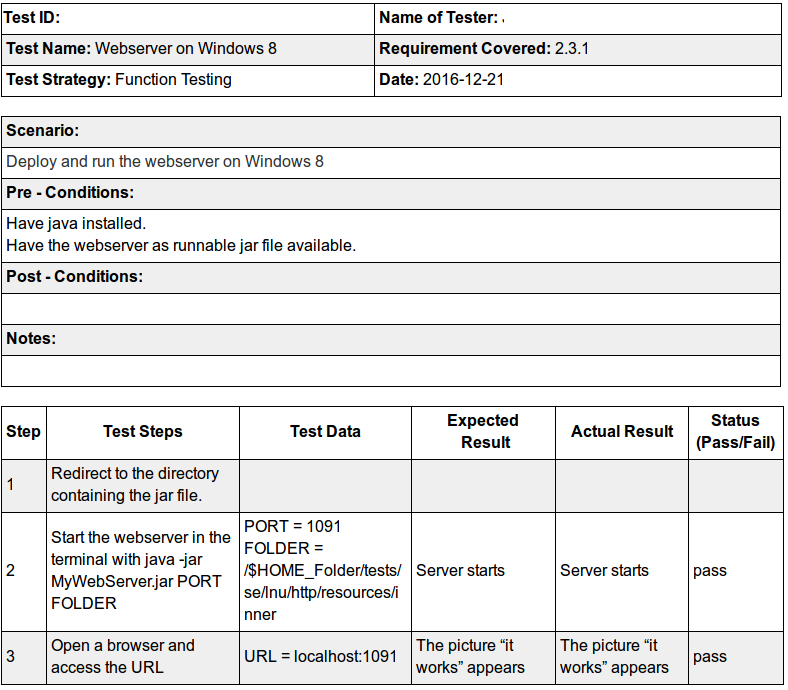 Test ID:
Name of Tester:
Test Name: Webserver on Windows 8
Requirement Covered: 2.3.1
Test Strategy: Function Testing
Date: 2016-12-21
Scenario:
Deploy and run the webserver on Windows 8
Pre - Conditions:
Have java installed.
Have the webserver as runnable jar file available.
Post - Conditions:
Notes:
Step
Test Steps
Test Data
Expected
Result
Actual Result
Status
(Pass/Fail)
1
Redirect to the directory
containing the jar file.
2
Start the webserver in the
terminal with java -jar
MyWebServer.jar PORT
FOLDER
PORT = 1091
FOLDER =
/$HOME_Folder/tests/
se/lnu/http/resources/i
nner
Server starts
Server starts
pass
3
Open a browser and
access the URL
URL = localhost:1091
The picture “it
works” appears
The picture “it
works” appears
pass